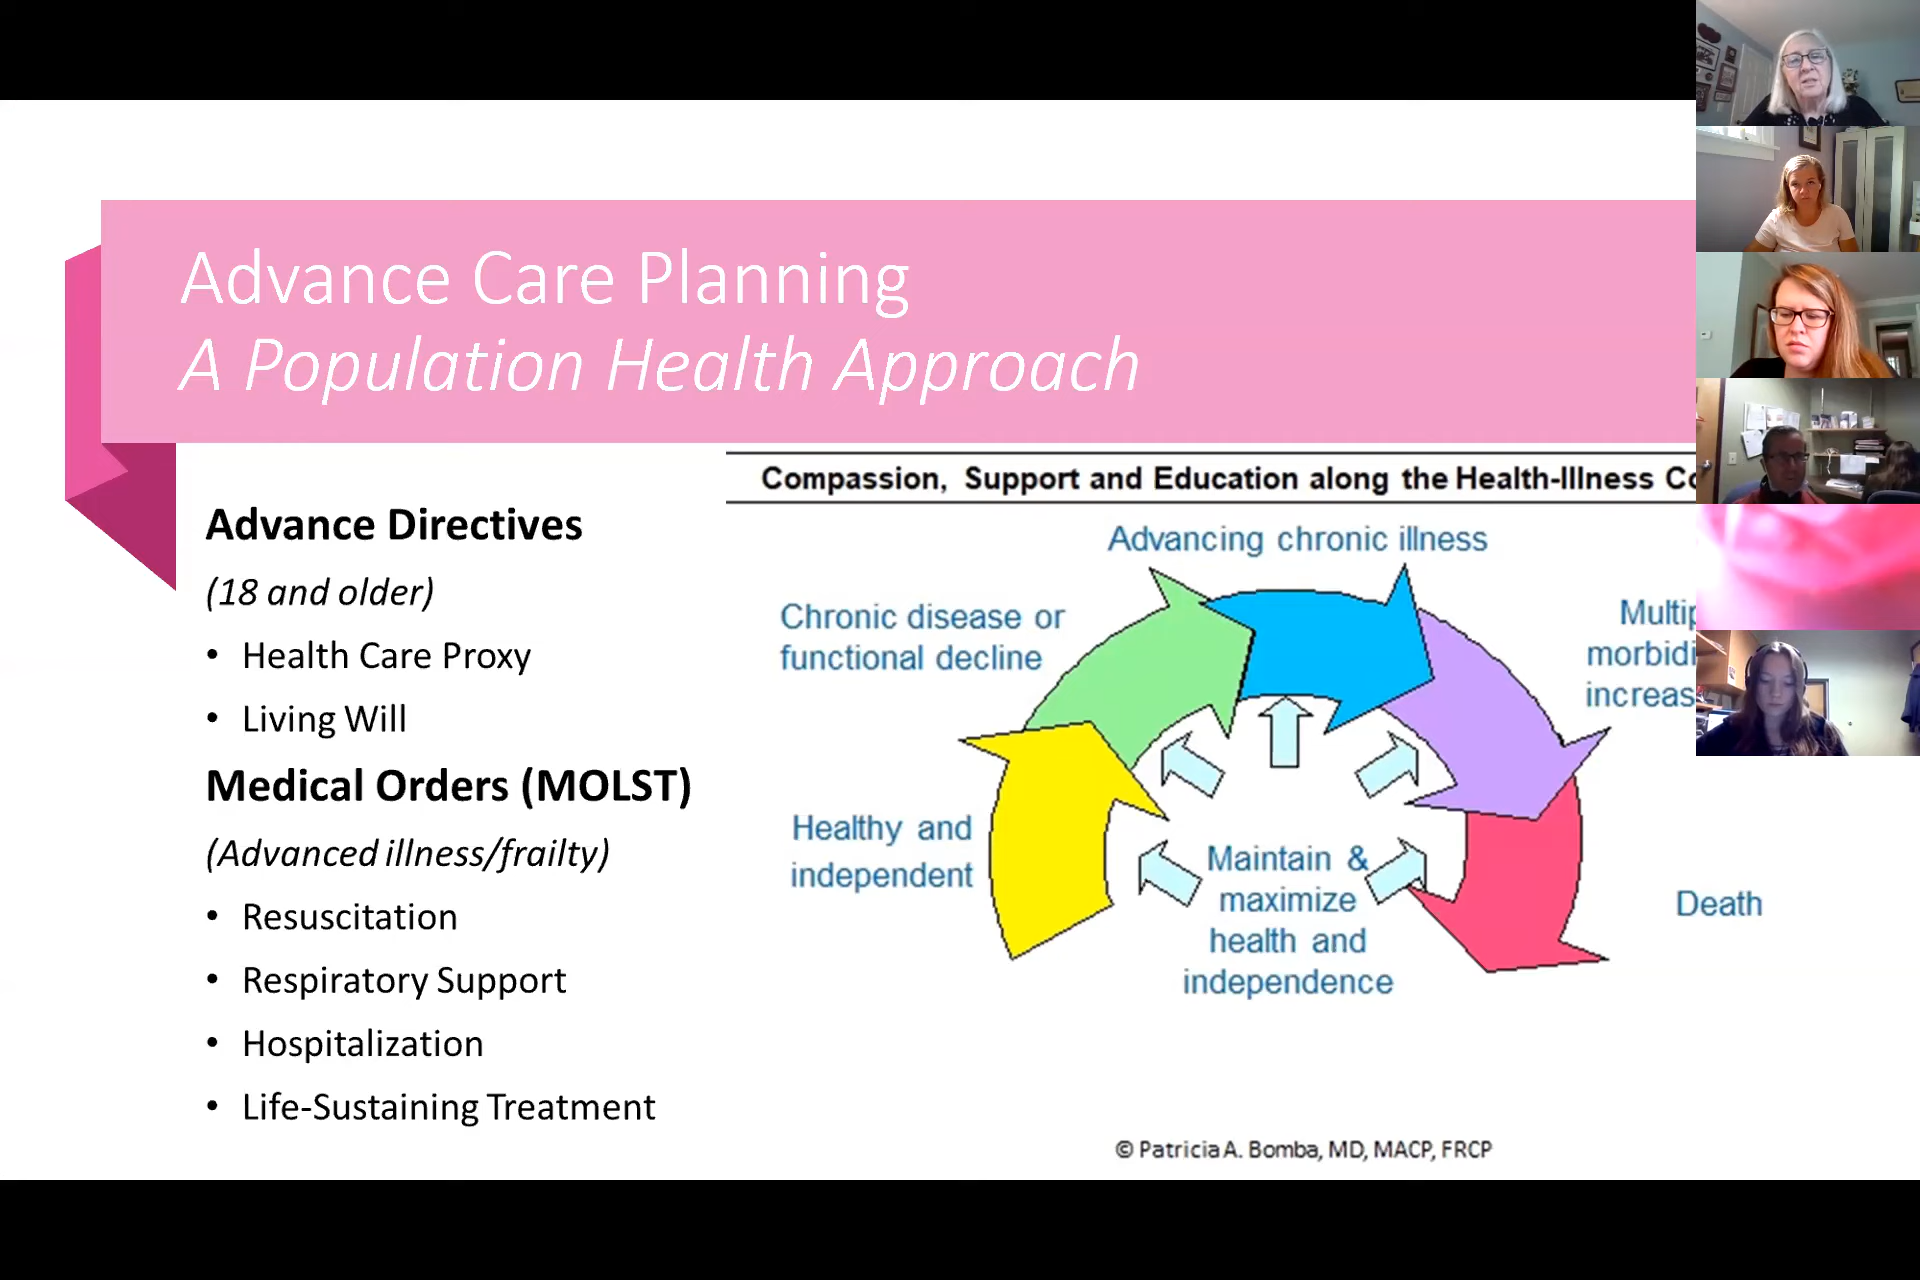 Advance Care Planning
A Population Health Approach
Advance Directives
(18 and older)
• Health Care Proxy
• Living Will
Medical Orders (MOLST)
(Advanced illness/frailty)
• Resuscitation
• Respiratory Support
• Hospitalization
• Life-Sustaining Treatment
Compassion, Support and Education along the Health-Illness
Advancing chronic illness
Chronic disease or
functional decline
Healthy and
independent
Maintain &
maximize
health and
independence
Death
© Patricia A. Bomba, MD, MACP, FRCP